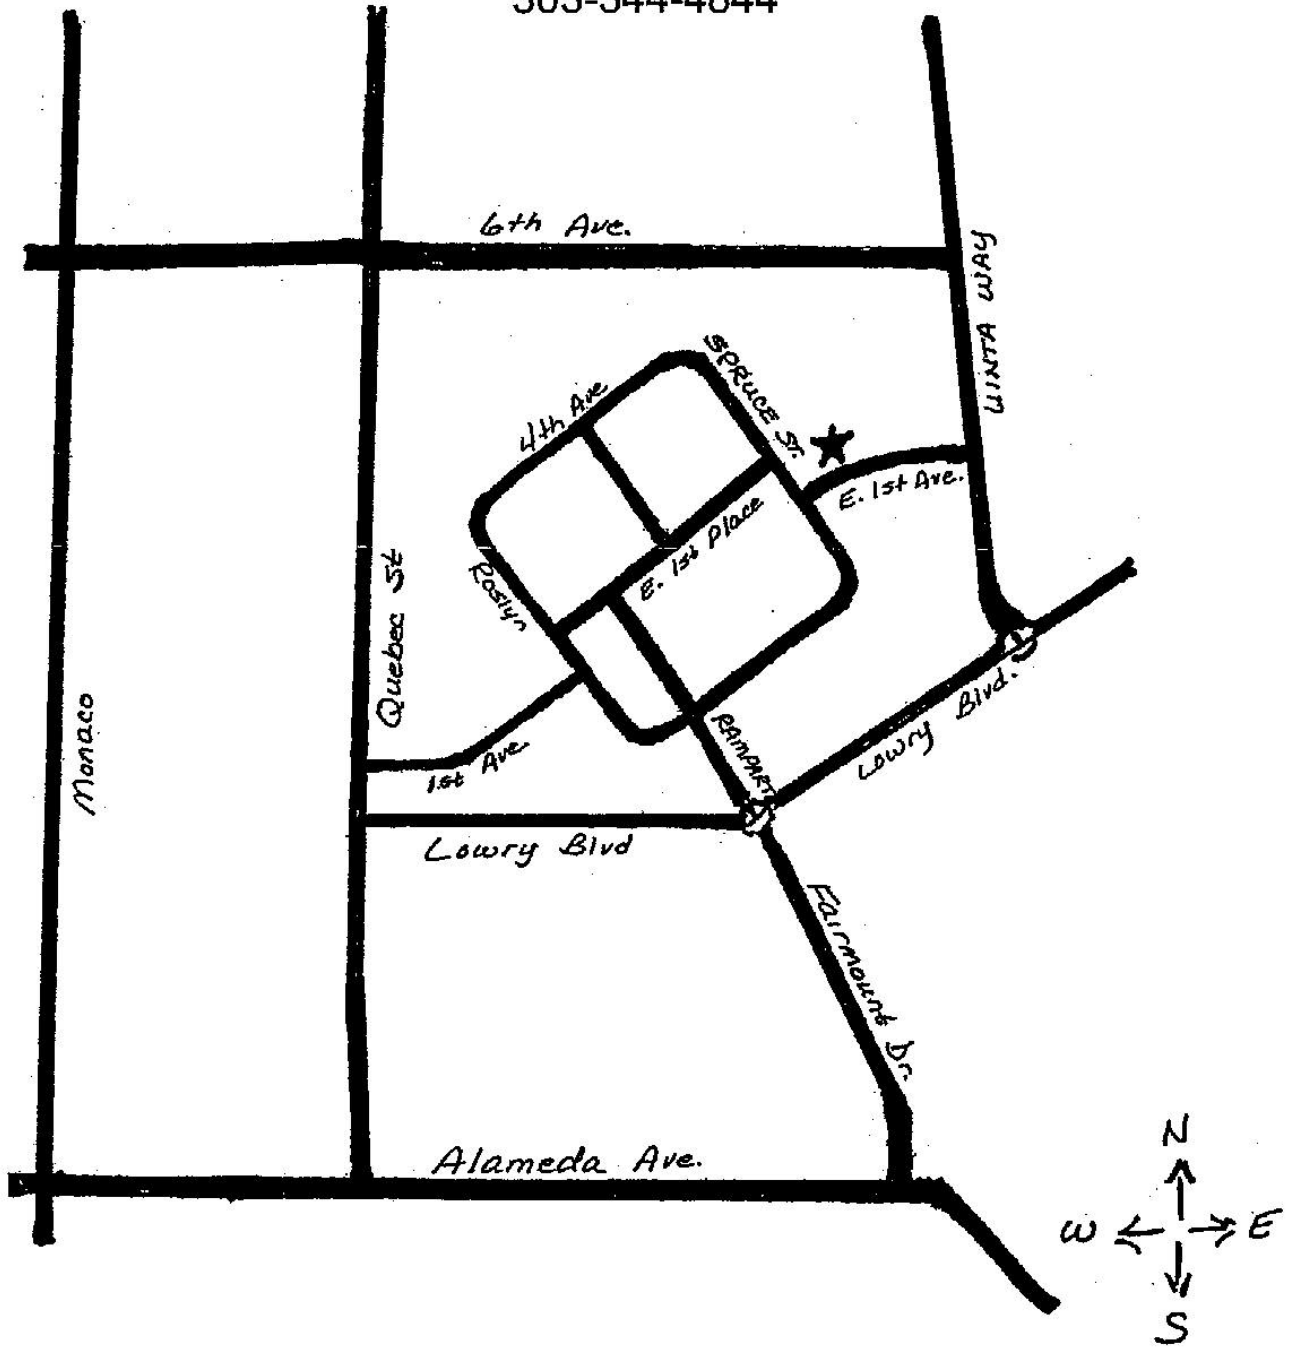 6th Ave.
UINTA WAY
SPRUCE St.
4th Ave
E. 1st Ave.
E. 1st Place
Roslyn
Quebec St
Monaco
1st Ave.
RAMPART
Lowry Blvd.
Lowry Blvd
Fairmount Dr.
Alameda Ave.
N
W E
S